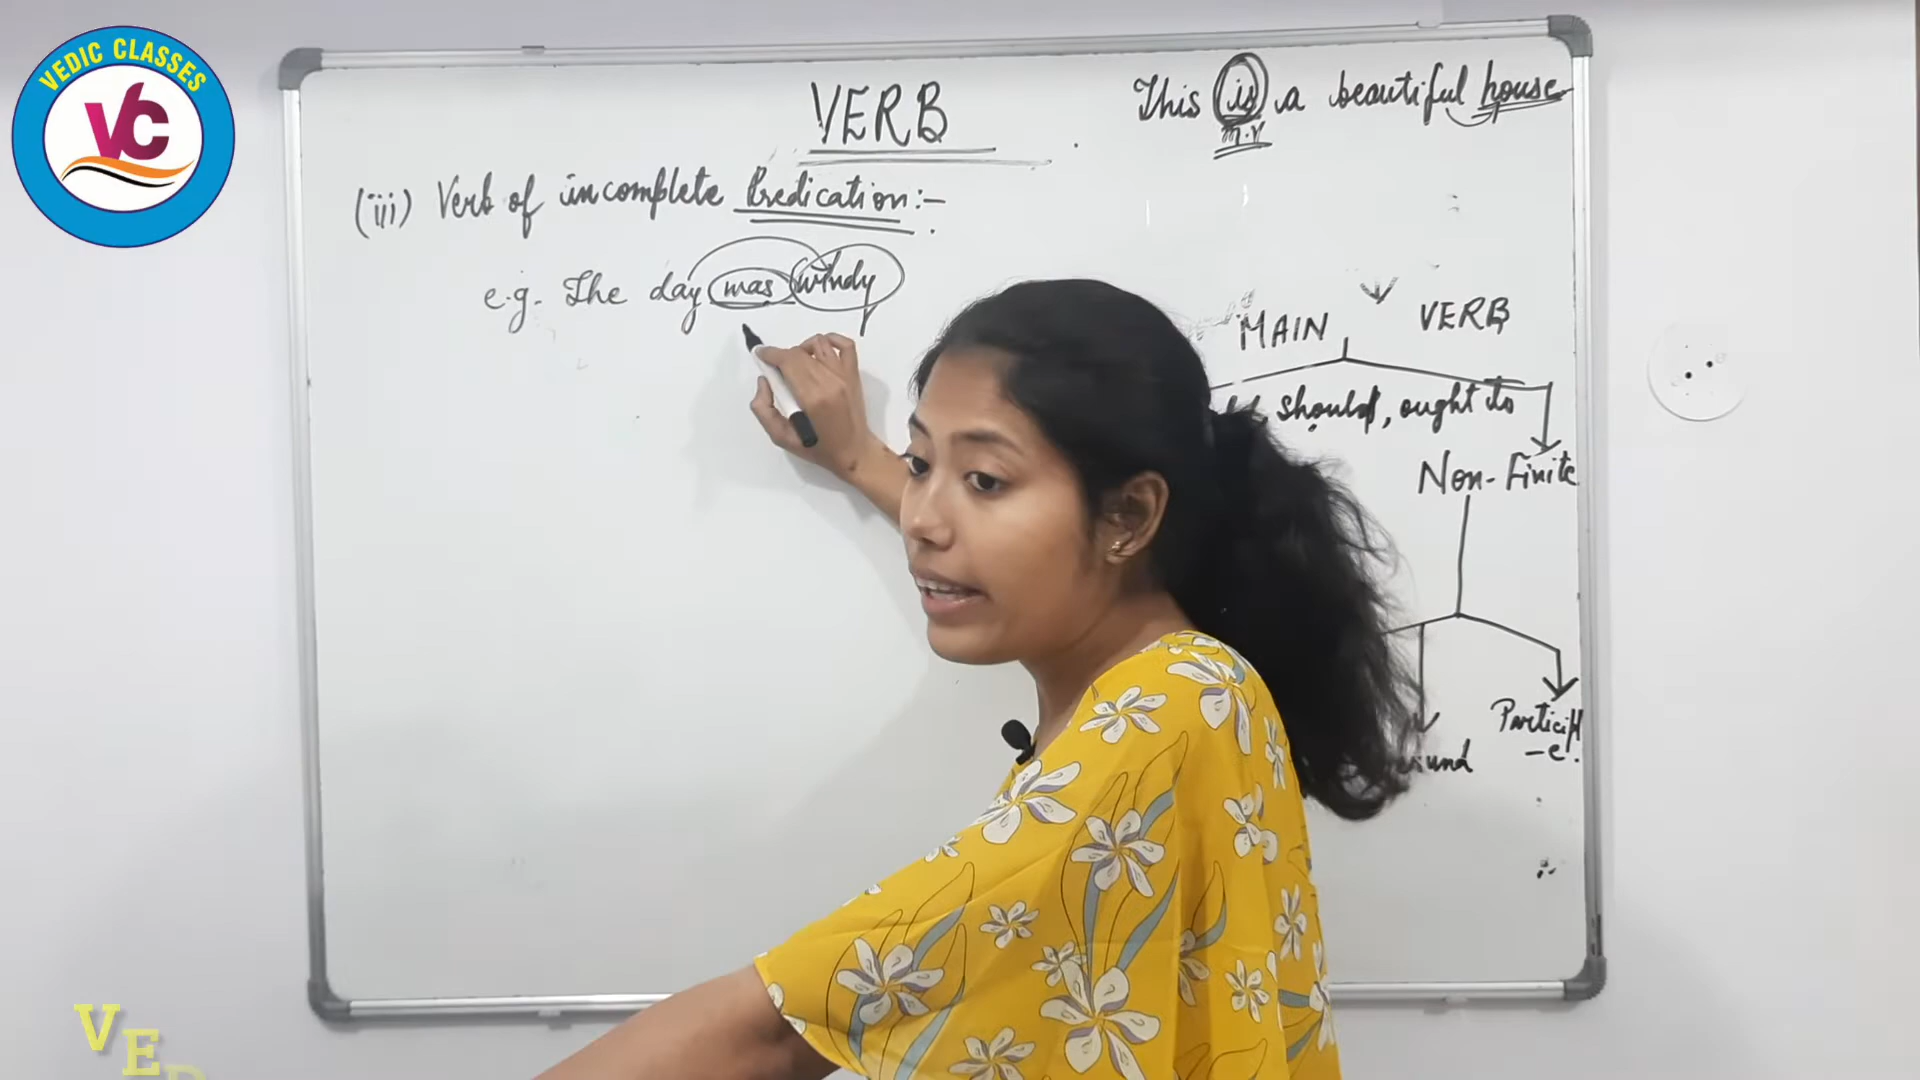 VEDIC CLASSES
VC
VERB
This is a beautiful house
m.v
(iii) Verb of incomplete Predication:-
e.g. The day was windy
MAIN VERB
should, ought to
Non-Finite
Particip
-e.
VED